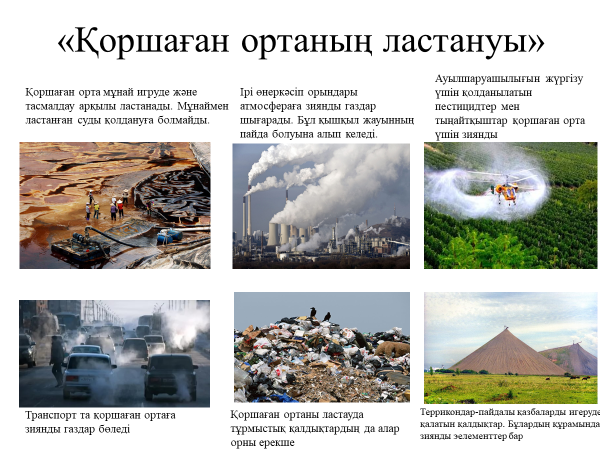 «Қоршаған ортаның ластануы»
Қоршаған орта мұнай игруде және
тасмалдау арқылы ластанады. Мұнаймен
ластанған суды қолдануға болмайды.
Ірі өнеркәсіп орындары
атмосфераға зиянды газдар
шығарады. Бұл қышқыл жауынның
пайда болуына алып келеді.
Ауылшаруашылығын жүргізу
үшін қолданылатын
пестицидтер мен
тыңайтқыштар қоршаған орта
үшін зиянды
Транспорт та қоршаған ортаға
зиянды газдар бөледі
Қоршаған ортаны ластауда
тұрмыстық қалдықтардың да алар
орны ерекше
Террикондар-пайдалы қазбаларды игеруде
қалатын қалдықтар. Бұлардың құрамында
зиянды эелементтер бар